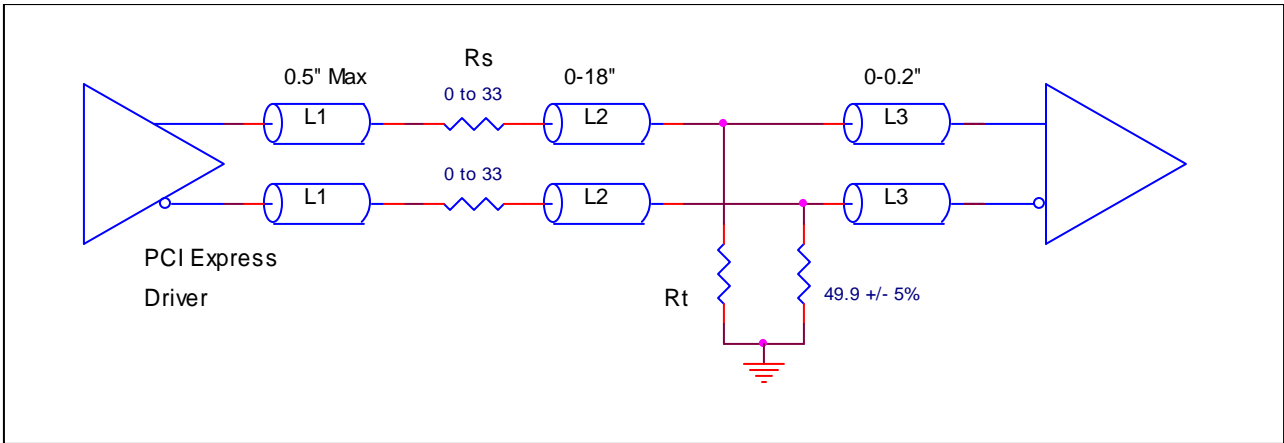 Rs
0.5" Max
0-18"
0-0.2"
0 to 33
L1
L2
L3
0 to 33
L1
L2
L3
PCI Express
Driver
Rt
49.9 +/- 5%